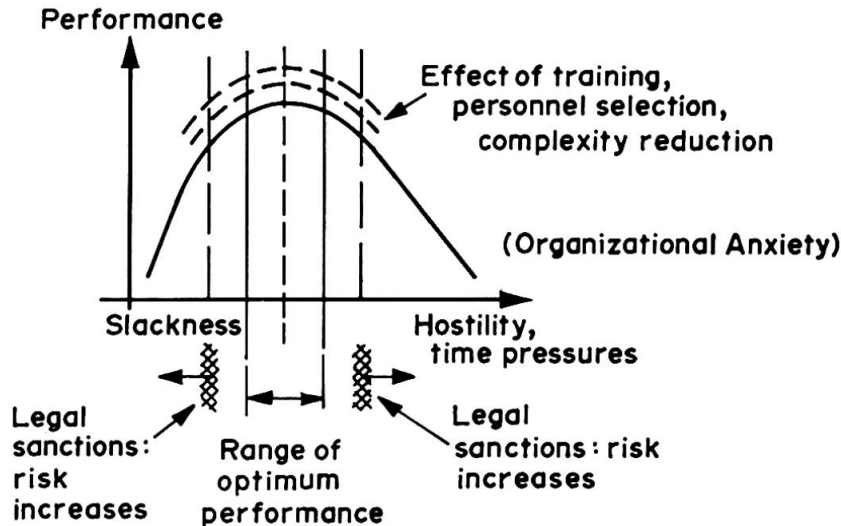 Performance
Effect of training,
personnel selection,
complexity reduction
(Organizational Anxiety)
Slackness
Hostility,
time pressures
Legal
sanctions:
risk
increases
Range of
optimum
performance
Legal
sanctions: risk
increases